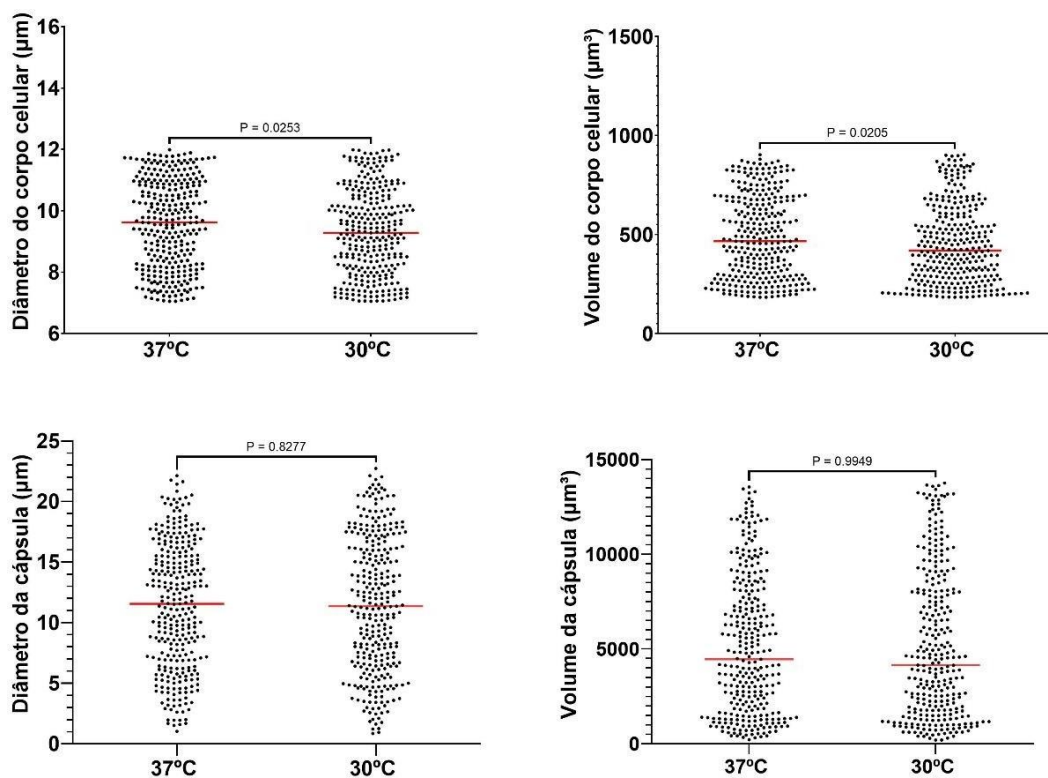 Diâmetro do corpo celular (µm)
16
14
12
10
8
6
P = 0.0253
37ºC
30ºC
Volume do corpo celular (µm³)
1500
1000
500
0
P = 0.0205
37ºC
30ºC
Diâmetro da cápsula (µm)
25
20
15
10
5
0
P = 0.8277
37ºC
30ºC
Volume da cápsula (µm³)
15000
10000
5000
0
P = 0.9949
37ºC
30ºC